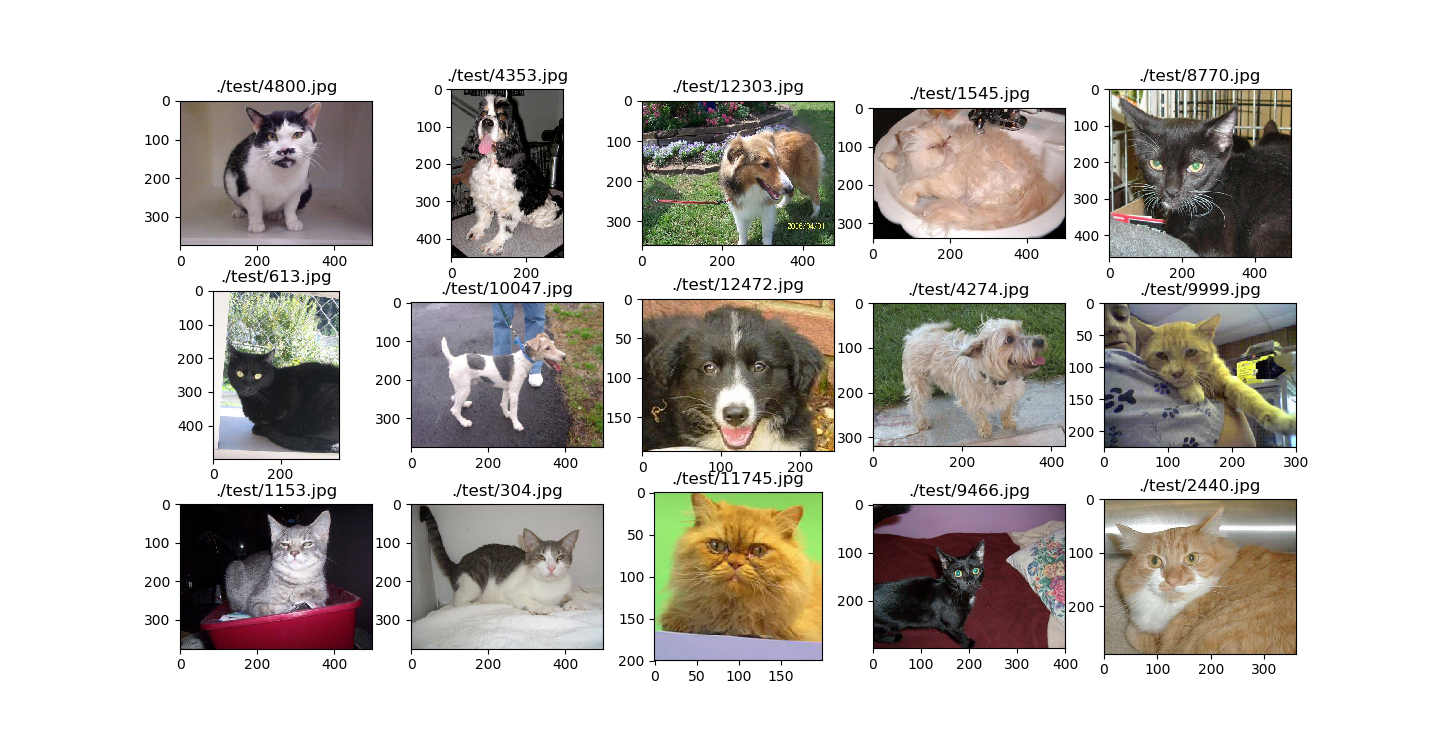 ./test/4800.jpg
0
100
200
300
0 200 400
./test/4353.jpg
0
100
200
300
400
0 200
./test/12303.jpg
0
100
200
300
2006/04/01
0 200 400
./test/1545.jpg
0
100
200
300
0 200 400
./test/8770.jpg
0
100
200
300
400
0 200 400
./test/613.jpg
0
100
200
300
400
0 200
./test/10047.jpg
0
100
200
300
0 200 400
./test/12472.jpg
0
50
100
150
0 100 200
./test/4274.jpg
0
100
200
300
0 200 400
./test/9999.jpg
0
50
100
150
200
0 100 200 300
./test/1153.jpg
0
100
200
300
0 200 400
./test/304.jpg
0
100
200
300
0 200 400
./test/11745.jpg
0
50
100
150
200
0 50 100 150
./test/9466.jpg
0
100
200
0 100 200 300 400
./test/2440.jpg
0
100
200
0 100 200 300